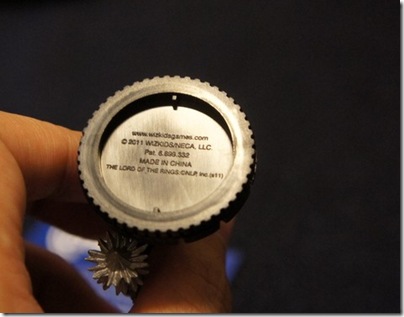 www.wizkidsgames.com
© 2011 WIZKIDS/NECA, LLC.
Pat. 6,899,332
MADE IN CHINA
THE LORD OF THE RINGS:©NLP, Inc.(s11)